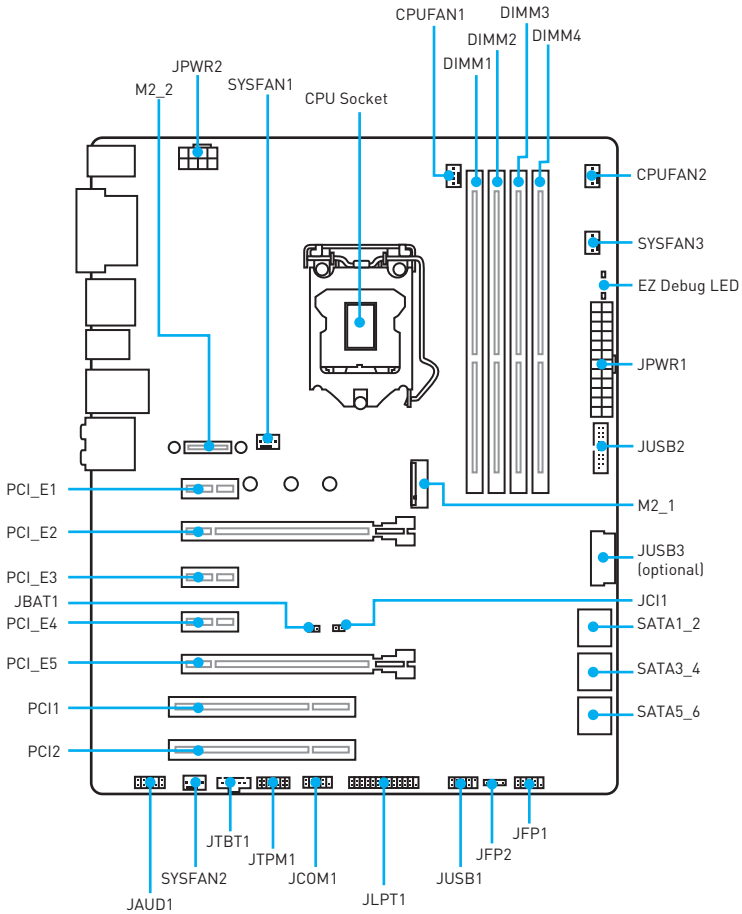 DIMM3
CPUFAN1
DIMM4
DIMM2
DIMM1
JPWR2
SYSFAN1
M2_2
CPU Socket
CPUFAN2
SYSFAN3
EZ Debug LED
JPWR1
JUSB2
PCI_E1
M2_1
PCI_E2
JUSB3
(optional)
PCI_E3
JBAT1
JCI1
PCI_E4
SATA1_2
PCI_E5
SATA3_4
PCI1
SATA5_6
PCI2
JTBT1
JFP1
JTPM1
JFP2
SYSFAN2
JCOM1
JUSB1
JLPT1
JAUD1